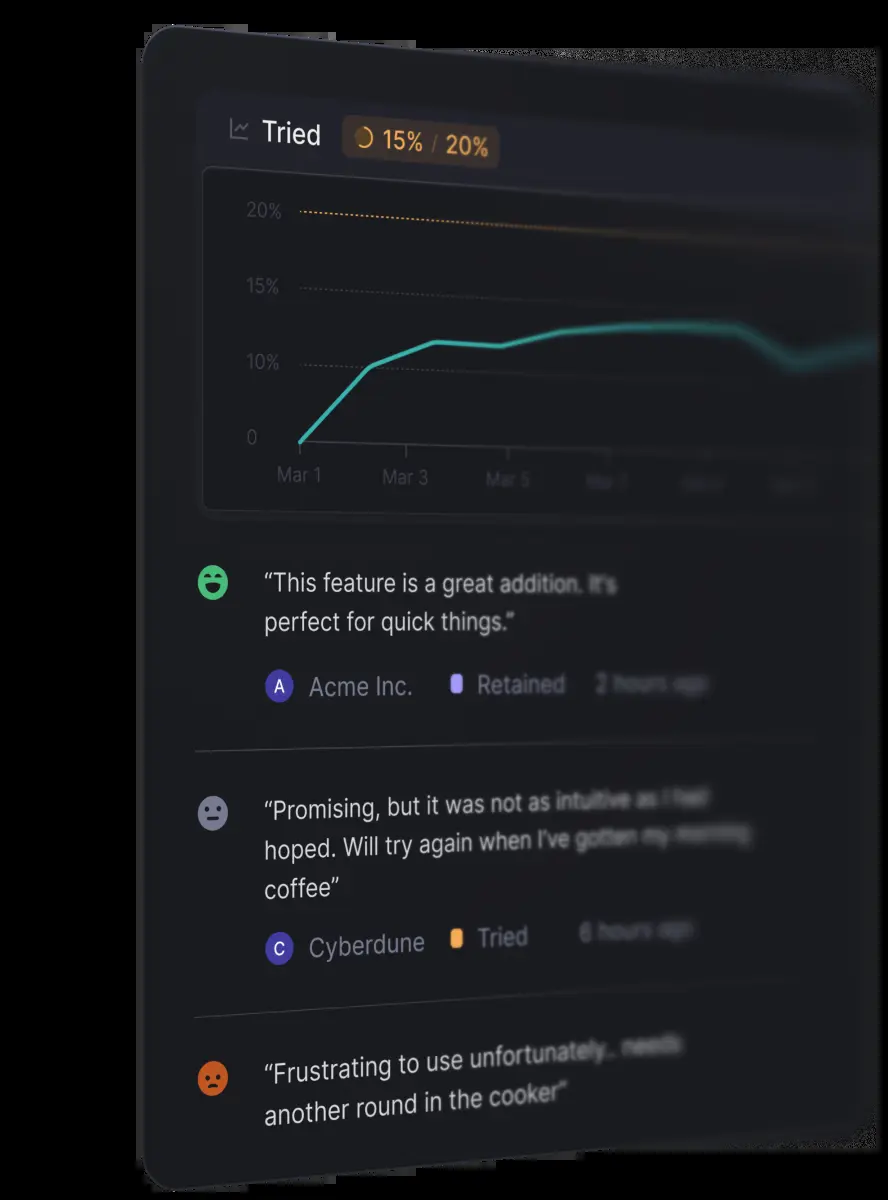 Tried 15% / 20%
20%
15%
10%
0
Mar 1 Mar 3 Mar 5 Mar 7
“This feature is a great addition. It's
perfect for quick things.”
A Acme Inc. Retained 2 hours ago
“Promising, but it was not as intuitive as I feel
hoped. Will try again when I've gotten my morning
coffee”
C Cyberdune Tried 6 hours ago
“Frustrating to use unfortunately.. needs
another round in the cooker”